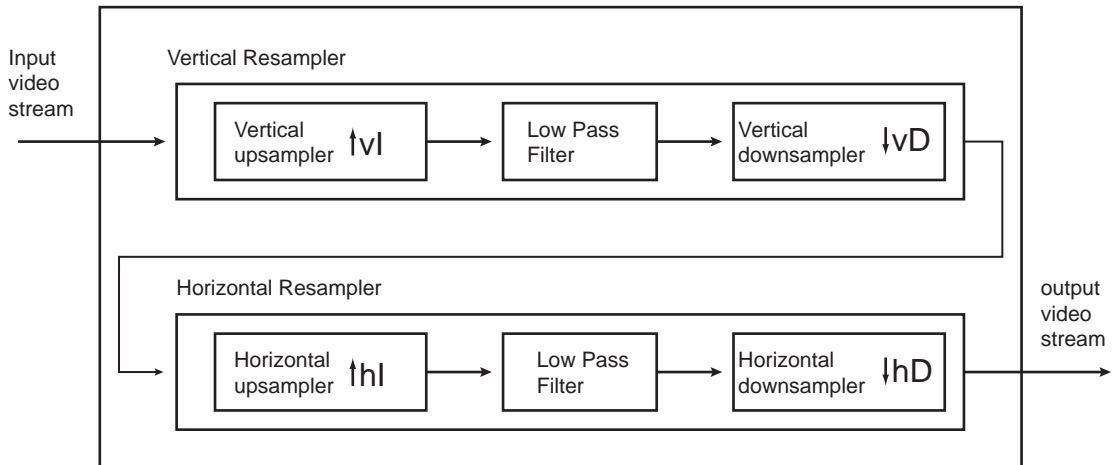 Input
video
stream
Vertical Resampler
Vertical
upsampler
↑vI
Low Pass
Filter
Vertical
downsampler
↓vD
Horizontal Resampler
Horizontal
upsampler
↑hI
Low Pass
Filter
Horizontal
downsampler
↓hD
output
video
stream